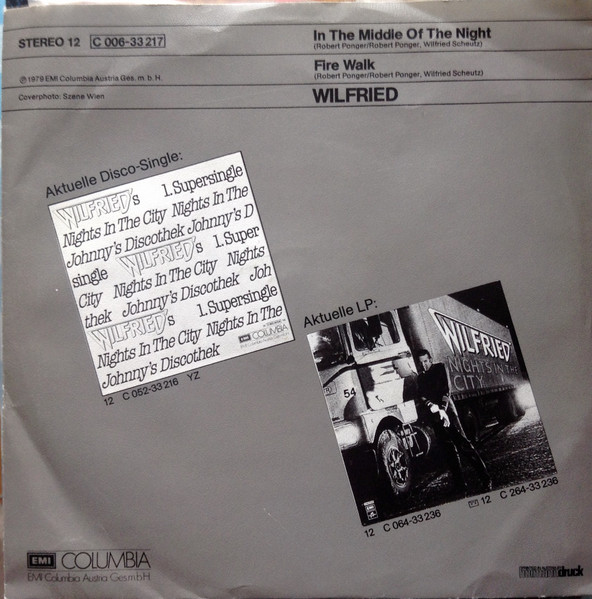 STEREO 12 C 006-33 217
In The Middle Of The Night
(Robert Ponger/Robert Ponger, Wilfried Scheutz)
Fire Walk
(Robert Ponger/Robert Ponger, Wilfried Scheutz)
℗ 1979 EMI Columbia Austria Ges. m. b. H.
Coverphoto: Szene Wien
WILFRIED
Aktuelle Disco-Single:
WILFRIED's 1. Supersingle
Nights In The City Nights In The
Johnny's Discothek Johnny's D
single WILFRIED's 1. Super
City Nights In The City Nights
thek Johnny's Discothek Joh
WILFRIED's 1. Supersingle
Nights In The City Nights In The
Johnny's Discothek
COLUMBIA
12 C 052-33 216 YZ
Aktuelle LP:
WILFRIED
NIGHTS IN THE
CITY
54
12 C 064-33 236
12 C 264-33 236
EMI COLUMBIA
EMI Columbia Austria Ges.m.b.H.
druck